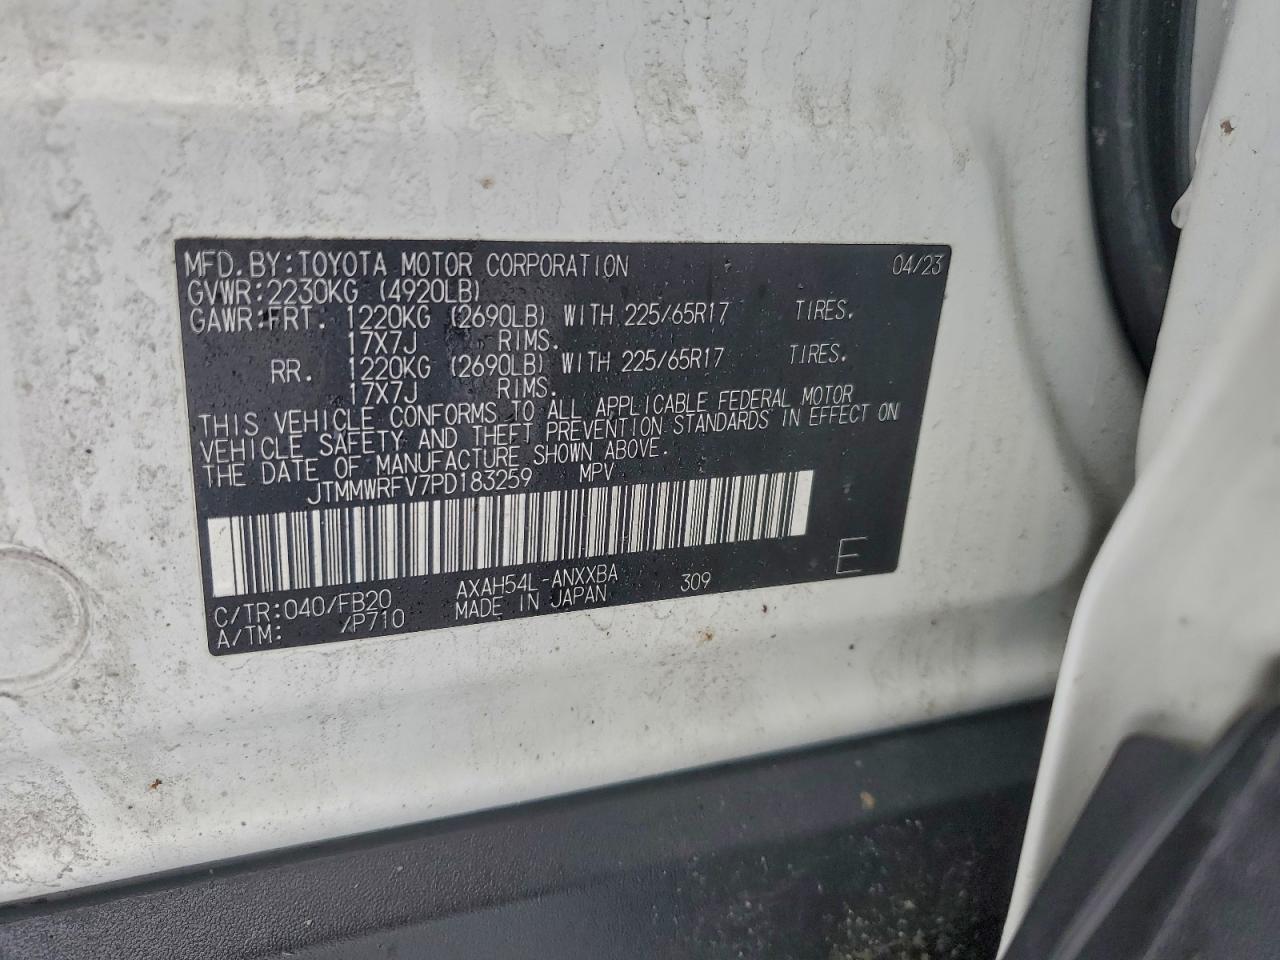 MFD.BY:TOYOTA MOTOR CORPORATION 04/23
GVWR:2230KG (4920LB)
GAWR:FRT. 1220KG (2690LB) WITH 225/65R17 TIRES.
17X7J RIMS.
RR. 1220KG (2690LB) WITH 225/65R17 TIRES.
17X7J RIMS.
THIS VEHICLE CONFORMS TO ALL APPLICABLE FEDERAL MOTOR
VEHICLE SAFETY AND THEFT PREVENTION STANDARDS IN EFFECT ON
THE DATE OF MANUFACTURE SHOWN ABOVE.
JTMMWRFV7PD183259 MPV
E
C/TR:040/FB20 AXAH54L-ANXXBA 309
A/TM: /P710 MADE IN JAPAN